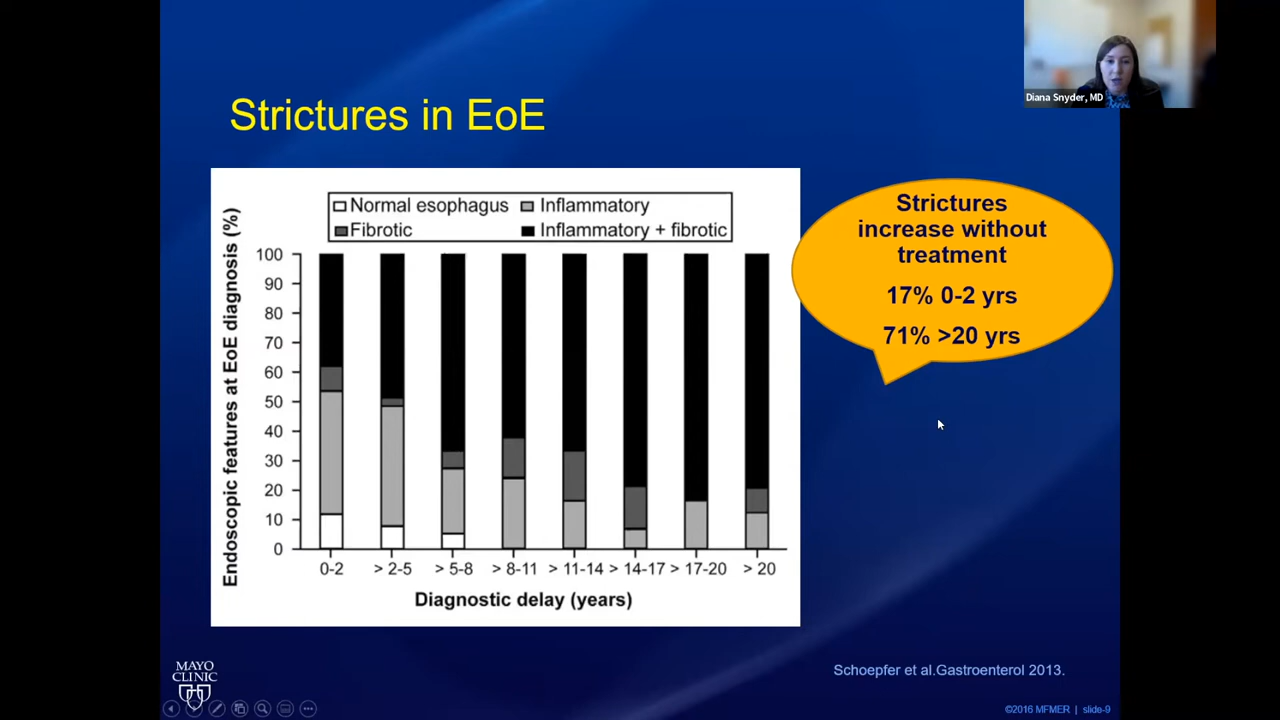 Diana Snyder, MD
Strictures in EoE
Strictures
increase without
treatment
17% 0-2 yrs
71% >20 yrs
Normal esophagus Inflammatory
Fibrotic Inflammatory + fibrotic
Endoscopic features at EoE diagnosis (%)
100
90
80
70
60
50
40
30
20
10
0
0-2 > 2-5 > 5-8 > 8-11 > 11-14 > 14-17 > 17-20 > 20
Diagnostic delay (years)
MAYO
CLINIC
Schoepfer et al.Gastroenterol 2013.
©2016 MFMER | slide-9